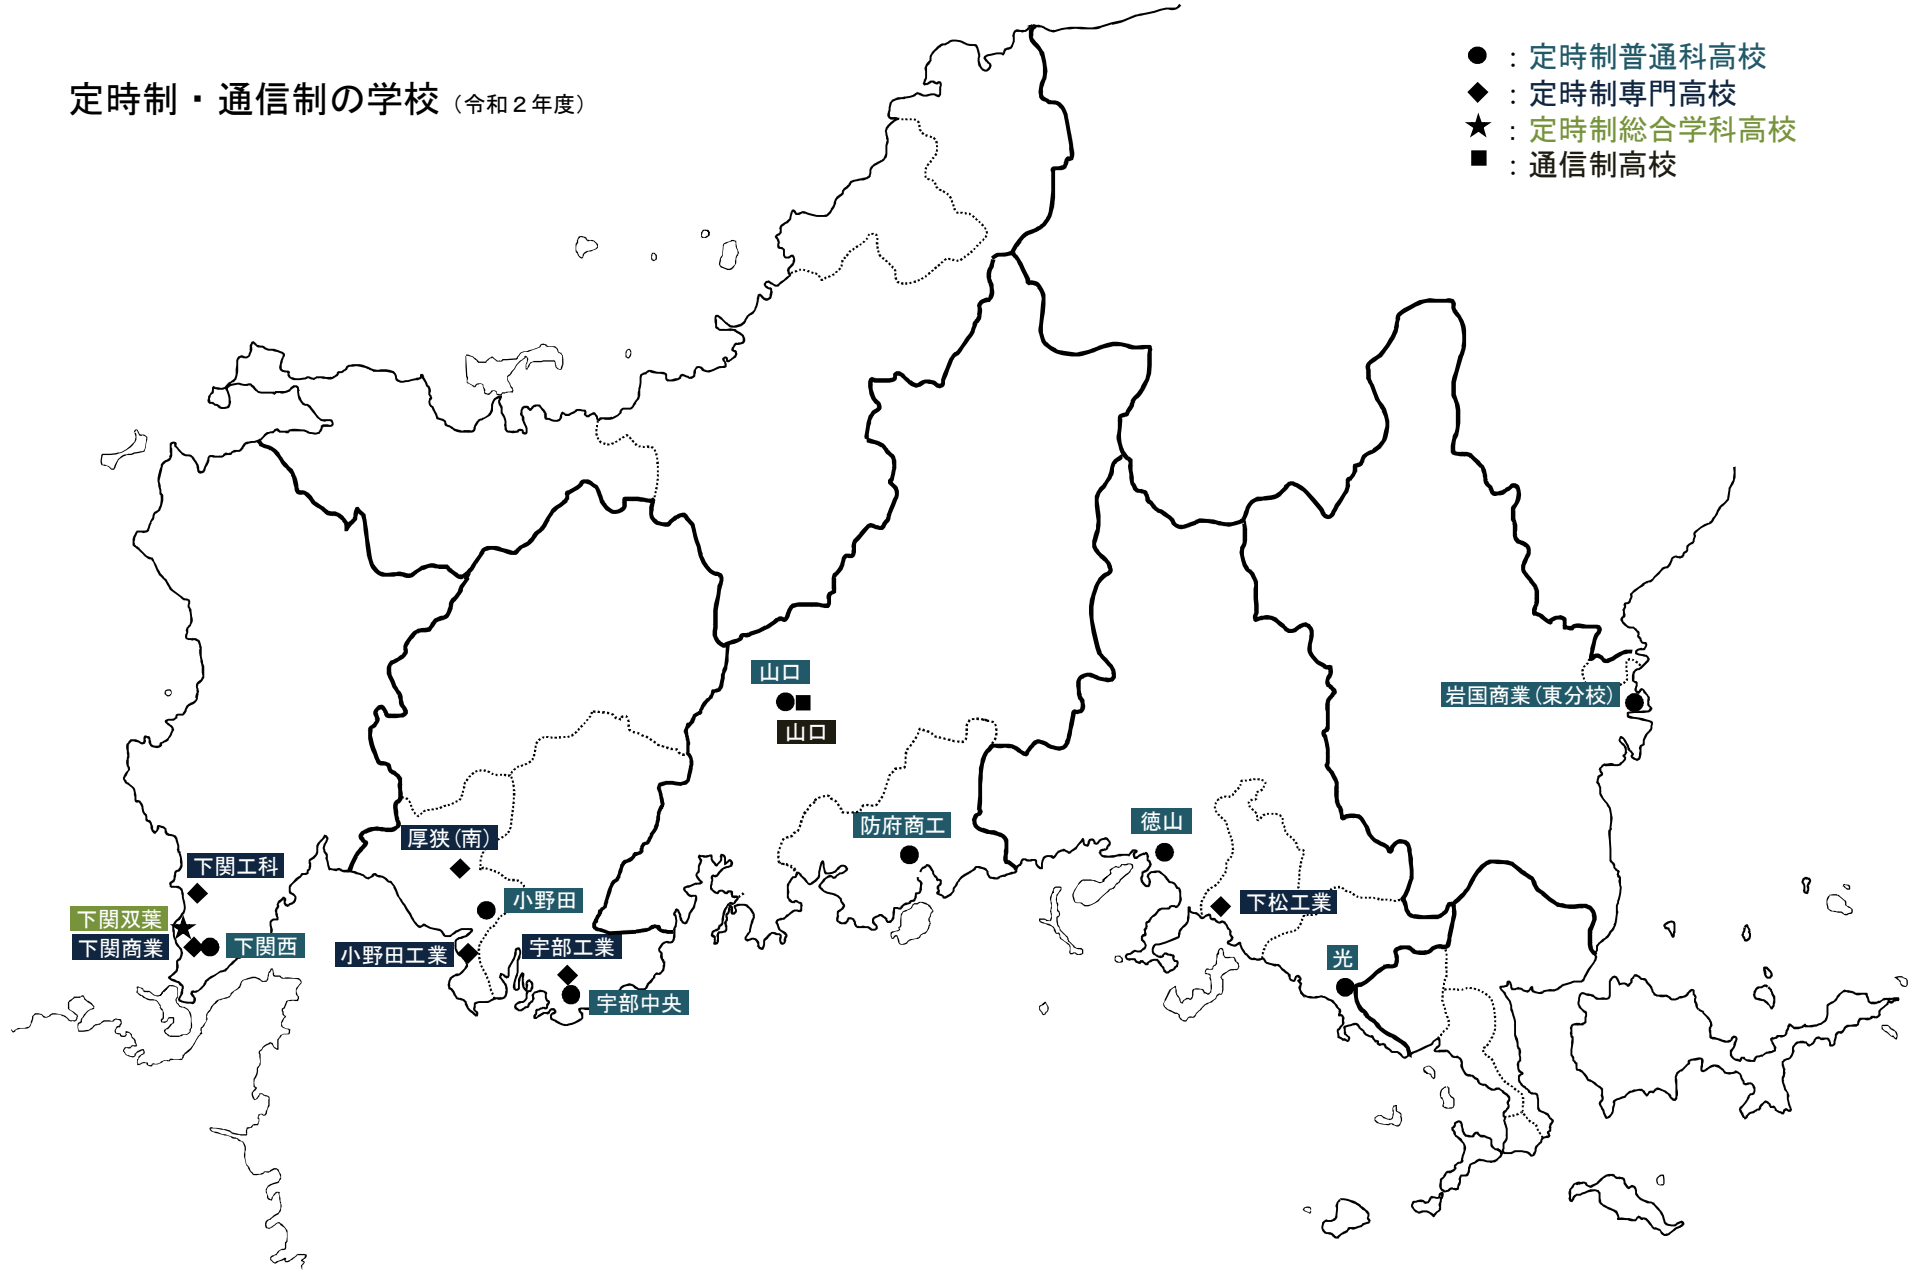 定時制・通信制の学校（令和２年度）
●：定時制普通科高校
◆：定時制専門高校
★：定時制総合学科高校
■：通信制高校
山口
山口
岩国商業(東分校)
防府商工
徳山
厚狭(南)
下関工科
小野田
下松工業
下関双葉
下関商業
下関西
小野田工業
宇部工業
光
宇部中央